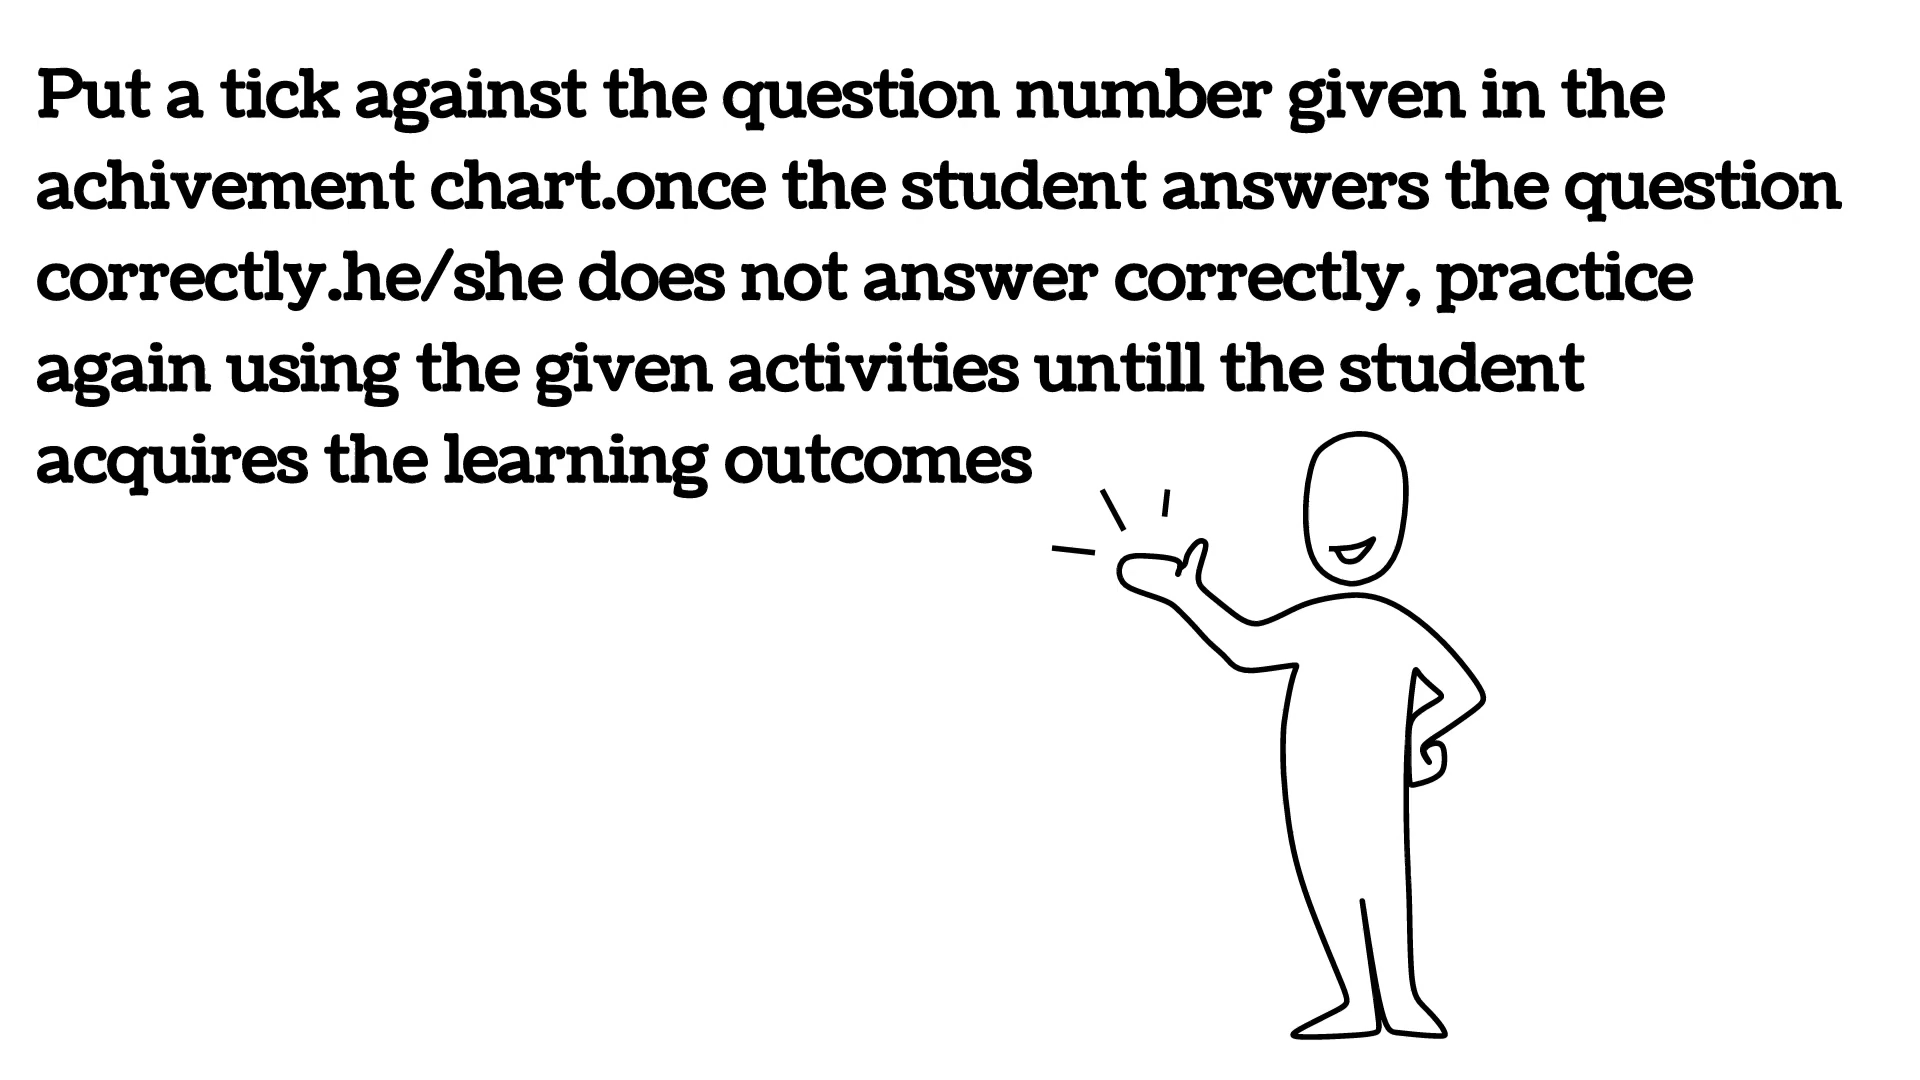 Put a tick against the question number given in the
achivement chart.once the student answers the question
correctly.he/she does not answer correctly, practice
again using the given activities untill the student
acquires the learning outcomes